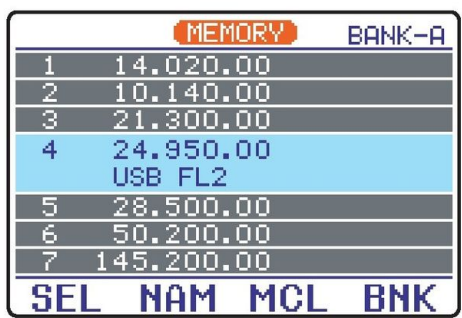 MEMORY BANK-A
1 14.020.00
2 10.140.00
3 21.300.00
4 24.950.00
USB FL2
5 28.500.00
6 50.200.00
7 145.200.00
SEL NAM MCL BNK